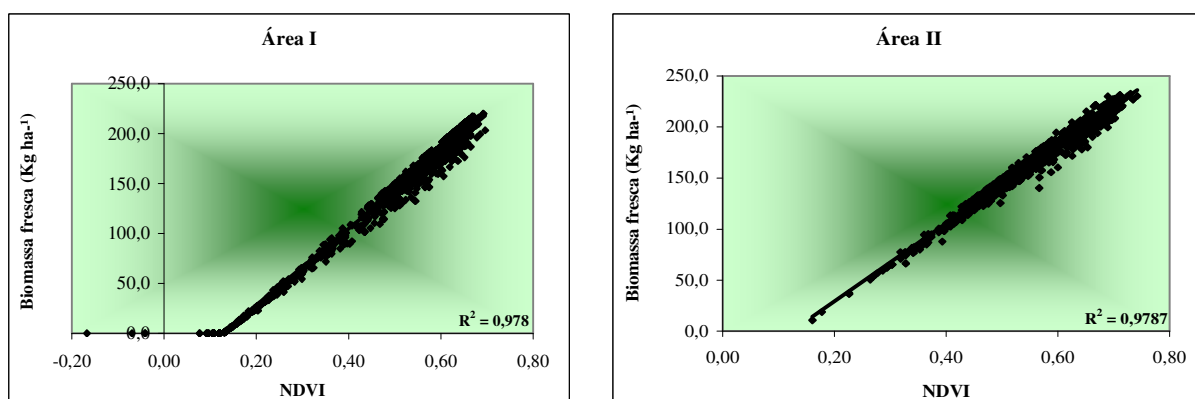 Área I
Biomassa fresca (Kg ha-¹)
250,0
200,0
150,0
100,0
50,0
0,0
R² = 0,978
-0,20
0,00
0,20
0,40
0,60
0,80
NDVI
Área II
Biomassa fresca (Kg ha-¹)
250,0
200,0
150,0
100,0
50,0
0,0
R² = 0,9787
0,00
0,20
0,40
0,60
0,80
NDVI